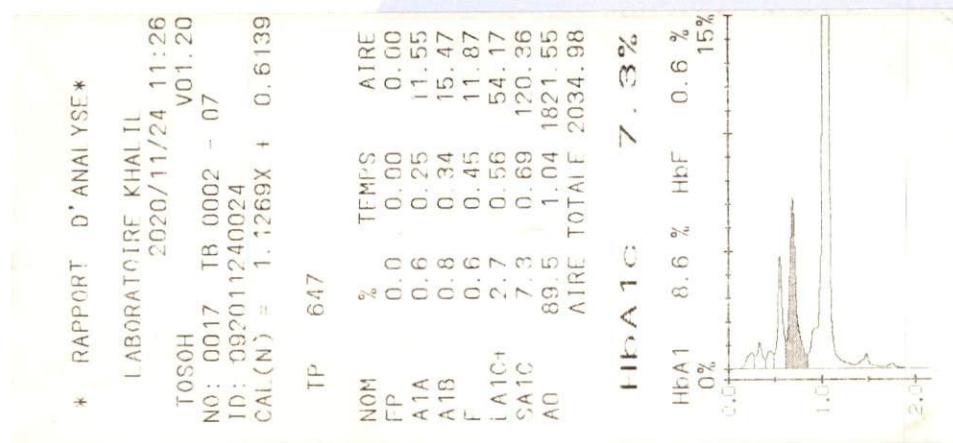 * RAPPORT D'ANALYSE*
LABORATOIRE KHALIL
2020/11/24 11:26
TOSOH V01.20
NO: 0017 TB 0002 - 07
ID: 092011240024
CAL(N) = 1.1269X + 0.6139
TP 647
NOM % TEMPS AIRE
FP 0.0 0.00 0.00
A1A 0.6 0.25 11.55
A1B 0.8 0.34 15.47
F 0.6 0.45 11.87
LA1C+ 2.7 0.56 54.17
SA1C 7.3 0.69 120.36
A0 89.5 1.04 1821.55
AIRE TOTALE 2034.98
HbA1c 7.3%
HbA1 8.6 % HbF 0.6 %
0% 15%
0.0
1.0
2.0